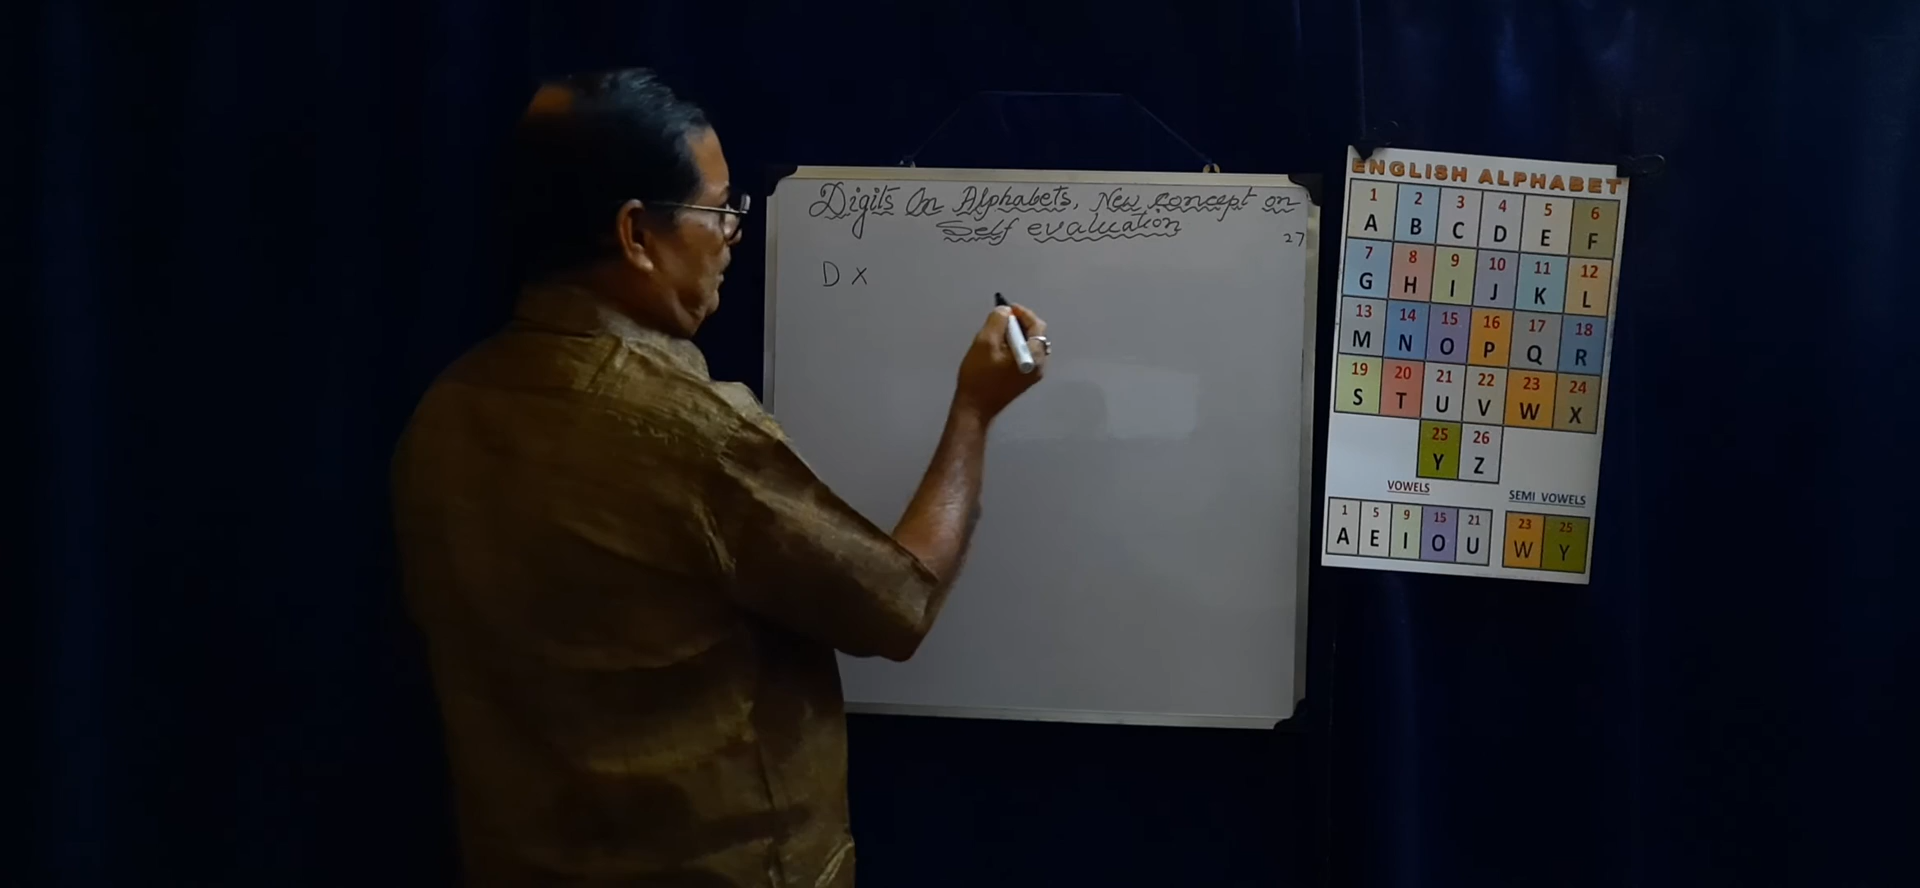 Digits On Alphabets, New concept on
Self evaluation
27
D X
ENGLISH ALPHABET
1 2 3 4 5 6
A B C D E F
7 8 9 10 11 12
G H I J K L
13 14 15 16 17 18
M N O P Q R
19 20 21 22 23 24
S T U V W X
25 26
Y Z
VOWELS
1 5 9 15 21
A E I O U
SEMI VOWELS
23 25
W Y